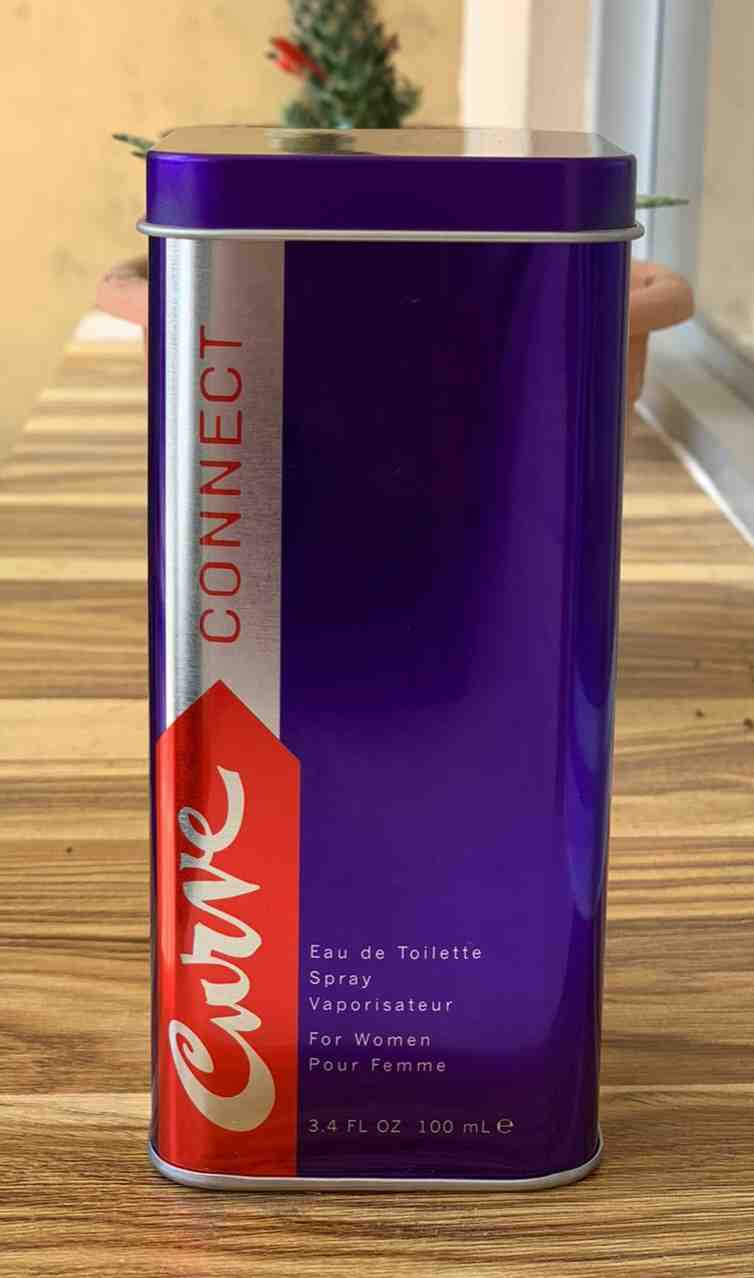 CONNECT
Curve
Eau de Toilette
Spray
Vaporisateur
For Women
Pour Femme
3.4 FL OZ 100 mL ℮